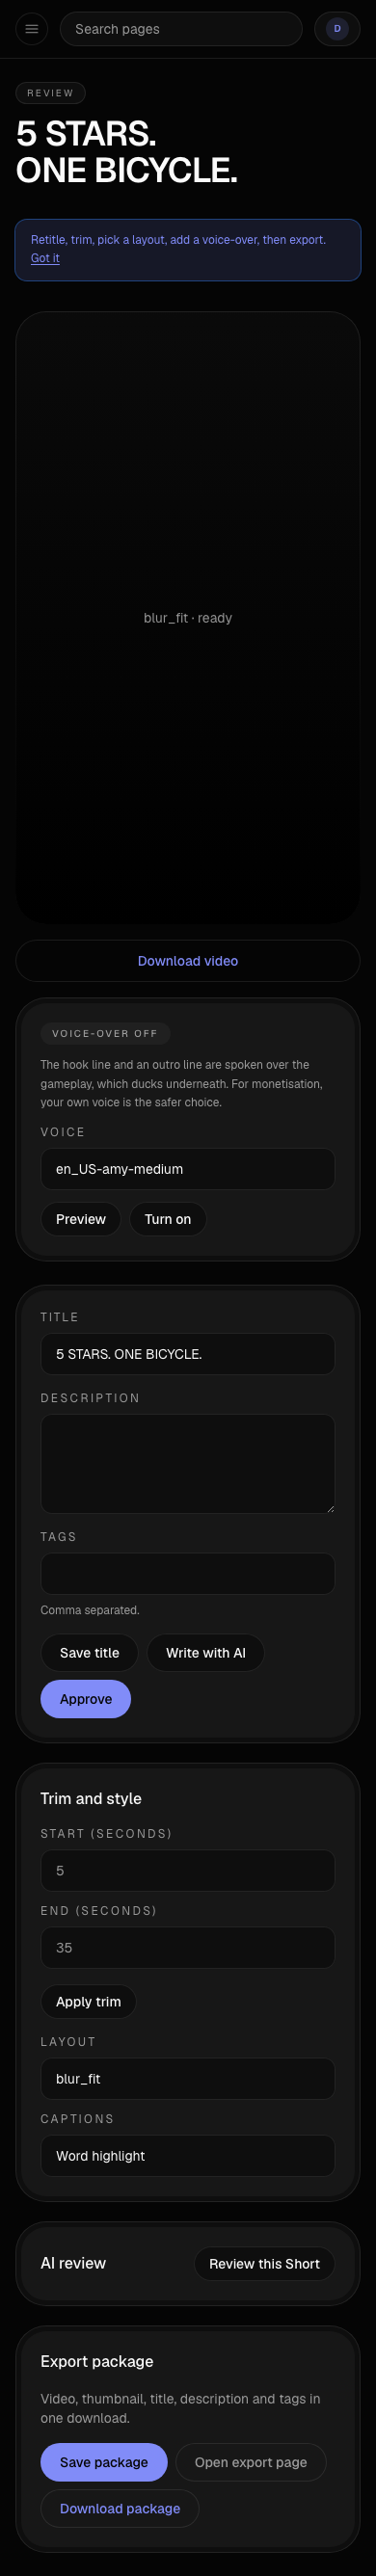 Search pages
D
REVIEW
5 STARS.
ONE BICYCLE.
Retitle, trim, pick a layout, add a voice-over, then export.
Got it
blur_fit · ready
Download video
VOICE-OVER OFF
The hook line and an outro line are spoken over the
gameplay, which ducks underneath. For monetisation,
your own voice is the safer choice.
VOICE
en_US-amy-medium
Preview
Turn on
TITLE
5 STARS. ONE BICYCLE.
DESCRIPTION
TAGS
Comma separated.
Save title
Write with AI
Approve
Trim and style
START (SECONDS)
5
END (SECONDS)
35
Apply trim
LAYOUT
blur_fit
CAPTIONS
Word highlight
AI review
Review this Short
Export package
Video, thumbnail, title, description and tags in
one download.
Save package
Open export page
Download package